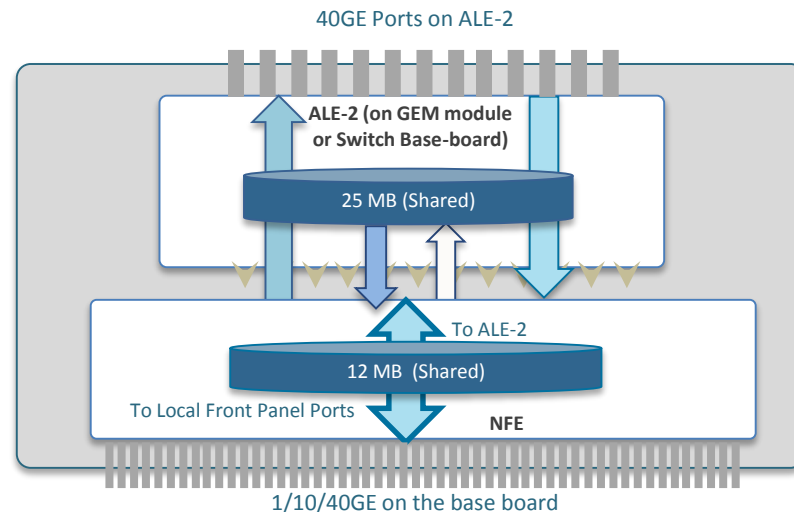 40GE Ports on ALE-2
ALE-2 (on GEM module
or Switch Base-board)
25 MB (Shared)
To ALE-2
12 MB (Shared)
To Local Front Panel Ports
NFE
1/10/40GE on the base board